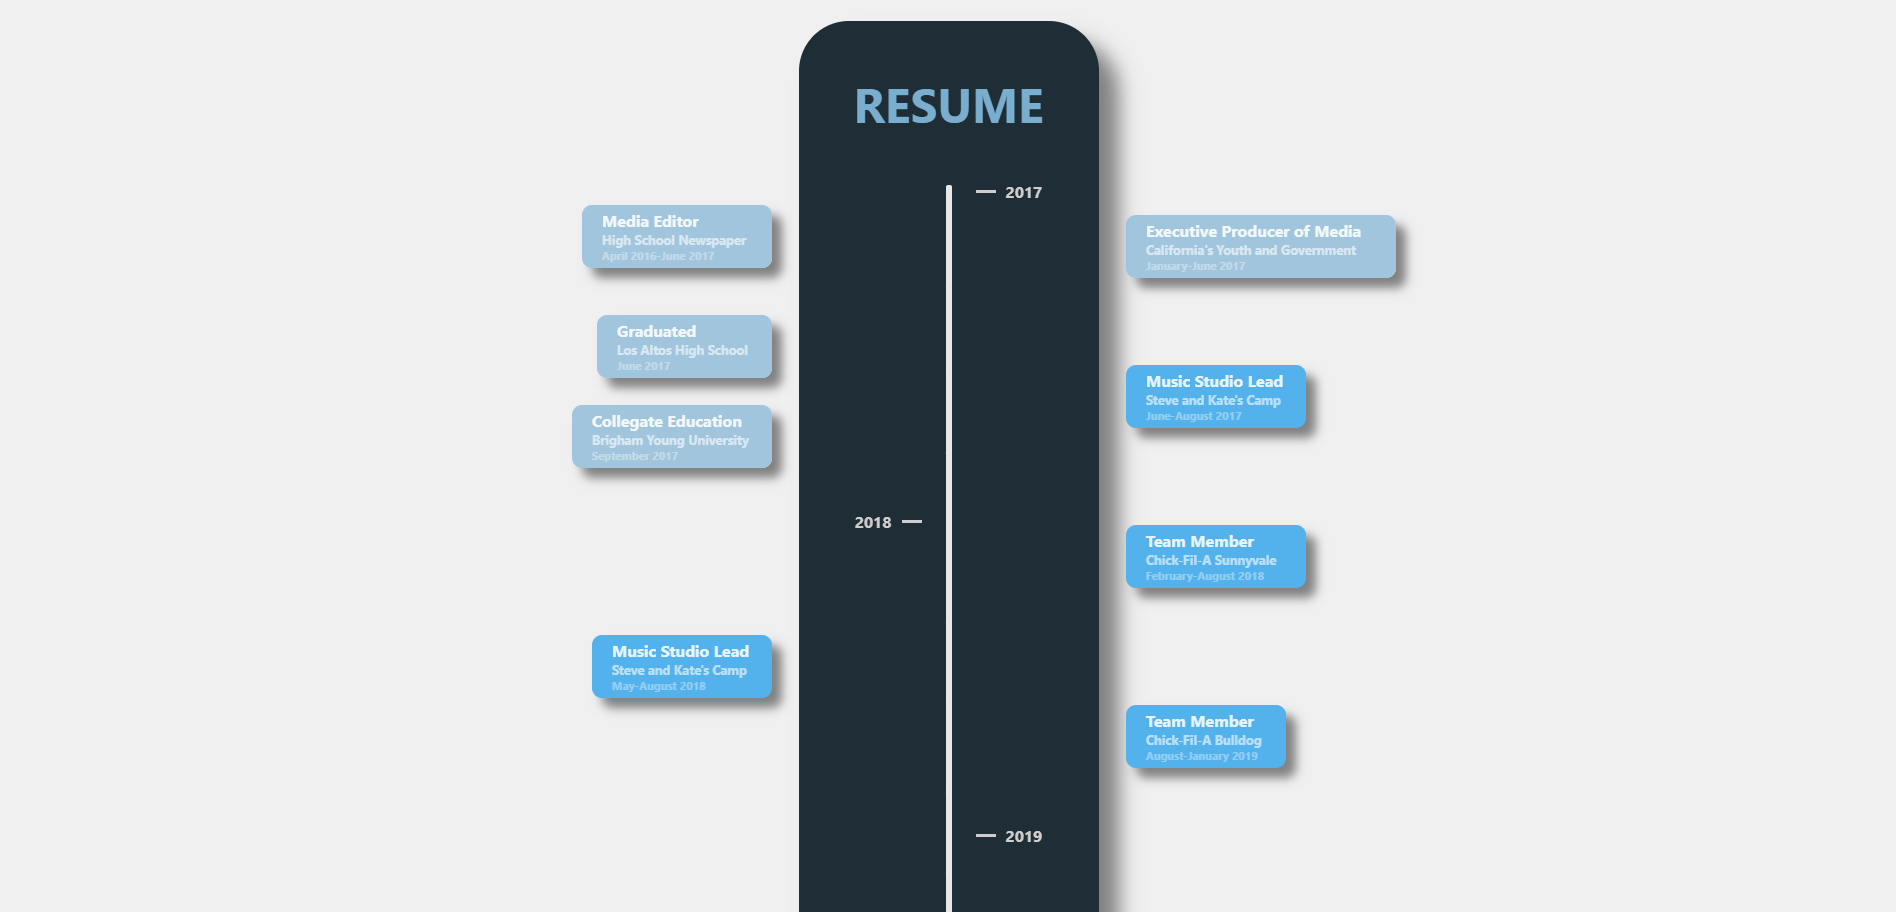 RESUME
2017
Media Editor
High School Newspaper
April 2016-June 2017
Executive Producer of Media
California's Youth and Government
January-June 2017
Graduated
Los Altos High School
June 2017
Music Studio Lead
Steve and Kate's Camp
June-August 2017
Collegate Education
Brigham Young University
September 2017
2018
Team Member
Chick-Fil-A Sunnyvale
February-August 2018
Music Studio Lead
Steve and Kate's Camp
May-August 2018
Team Member
Chick-Fil-A Bulldog
August-January 2019
2019